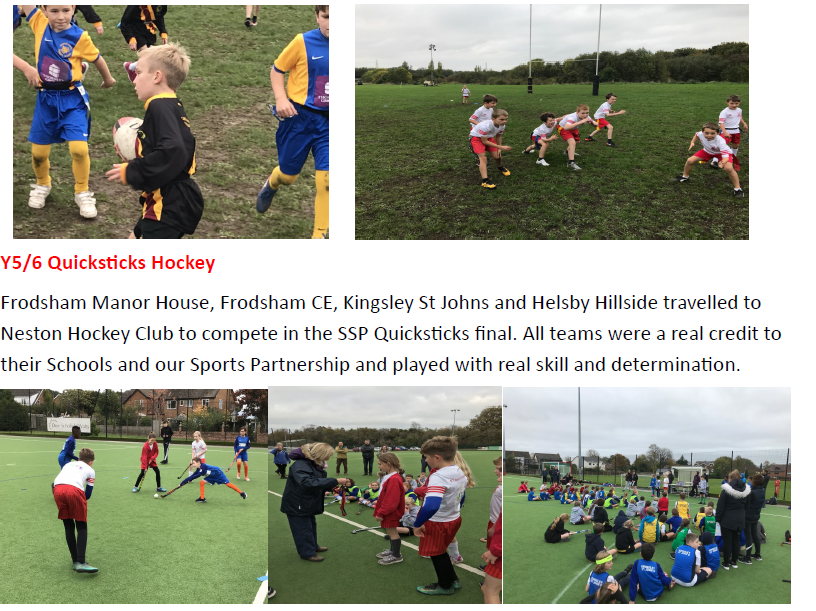 Y5/6 Quicksticks Hockey
Frodsham Manor House, Frodsham CE, Kingsley St Johns and Helsby Hillside travelled to
Neston Hockey Club to compete in the SSP Quicksticks final. All teams were a real credit to
their Schools and our Sports Partnership and played with real skill and determination.